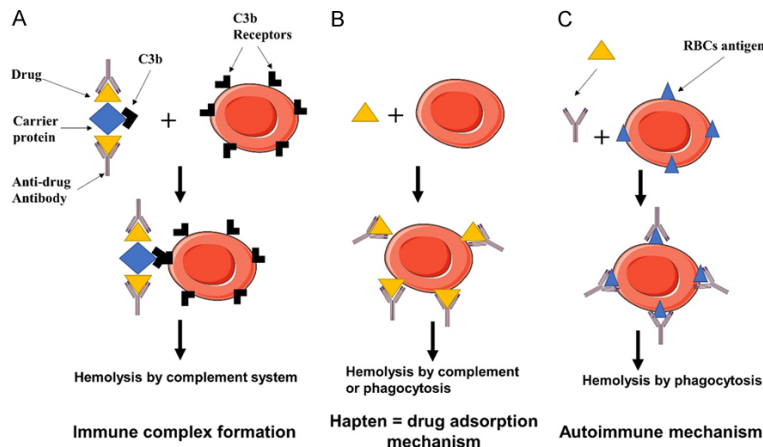 A
B
C
C3b
Receptors
C3b
Drug
Carrier
protein
Anti-drug
Antibody
RBCs antigen
Hemolysis by complement system
Hemolysis by complement
or phagocytosis
Hemolysis by phagocytosis
Immune complex formation
Hapten = drug adsorption
mechanism
Autoimmune mechanism